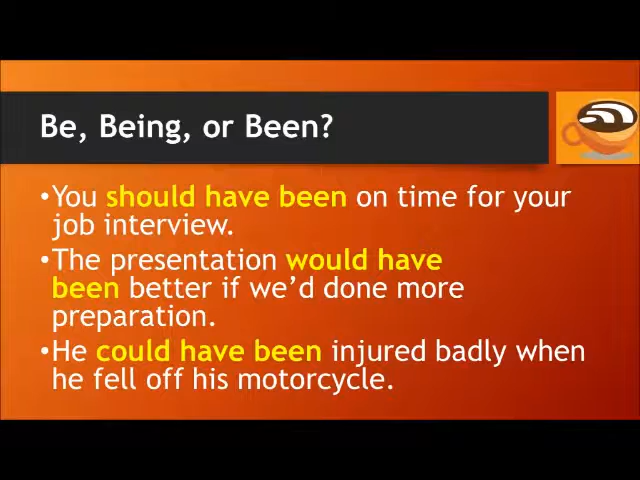 Be, Being, or Been?
•You should have been on time for your
job interview.
•The presentation would have
been better if we’d done more
preparation.
•He could have been injured badly when
he fell off his motorcycle.